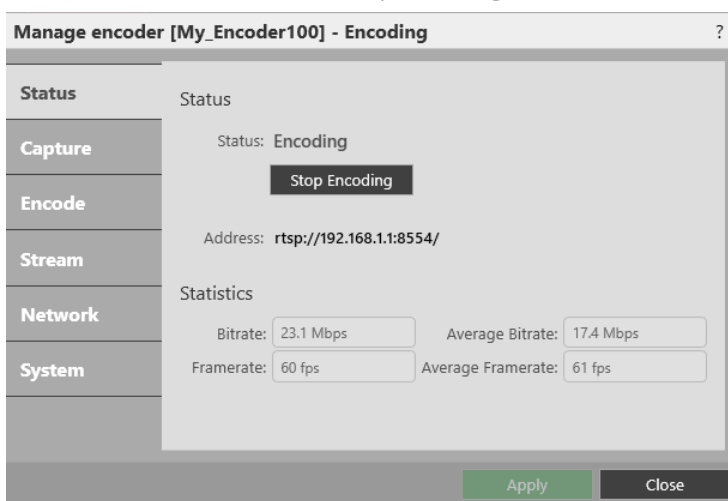 Manage encoder [My_Encoder100] - Encoding ?
Status
Capture
Encode
Stream
Network
System
Status
Status: Encoding
Stop Encoding
Address: rtsp://192.168.1.1:8554/
Statistics
Bitrate: 23.1 Mbps Average Bitrate: 17.4 Mbps
Framerate: 60 fps Average Framerate: 61 fps
Apply Close